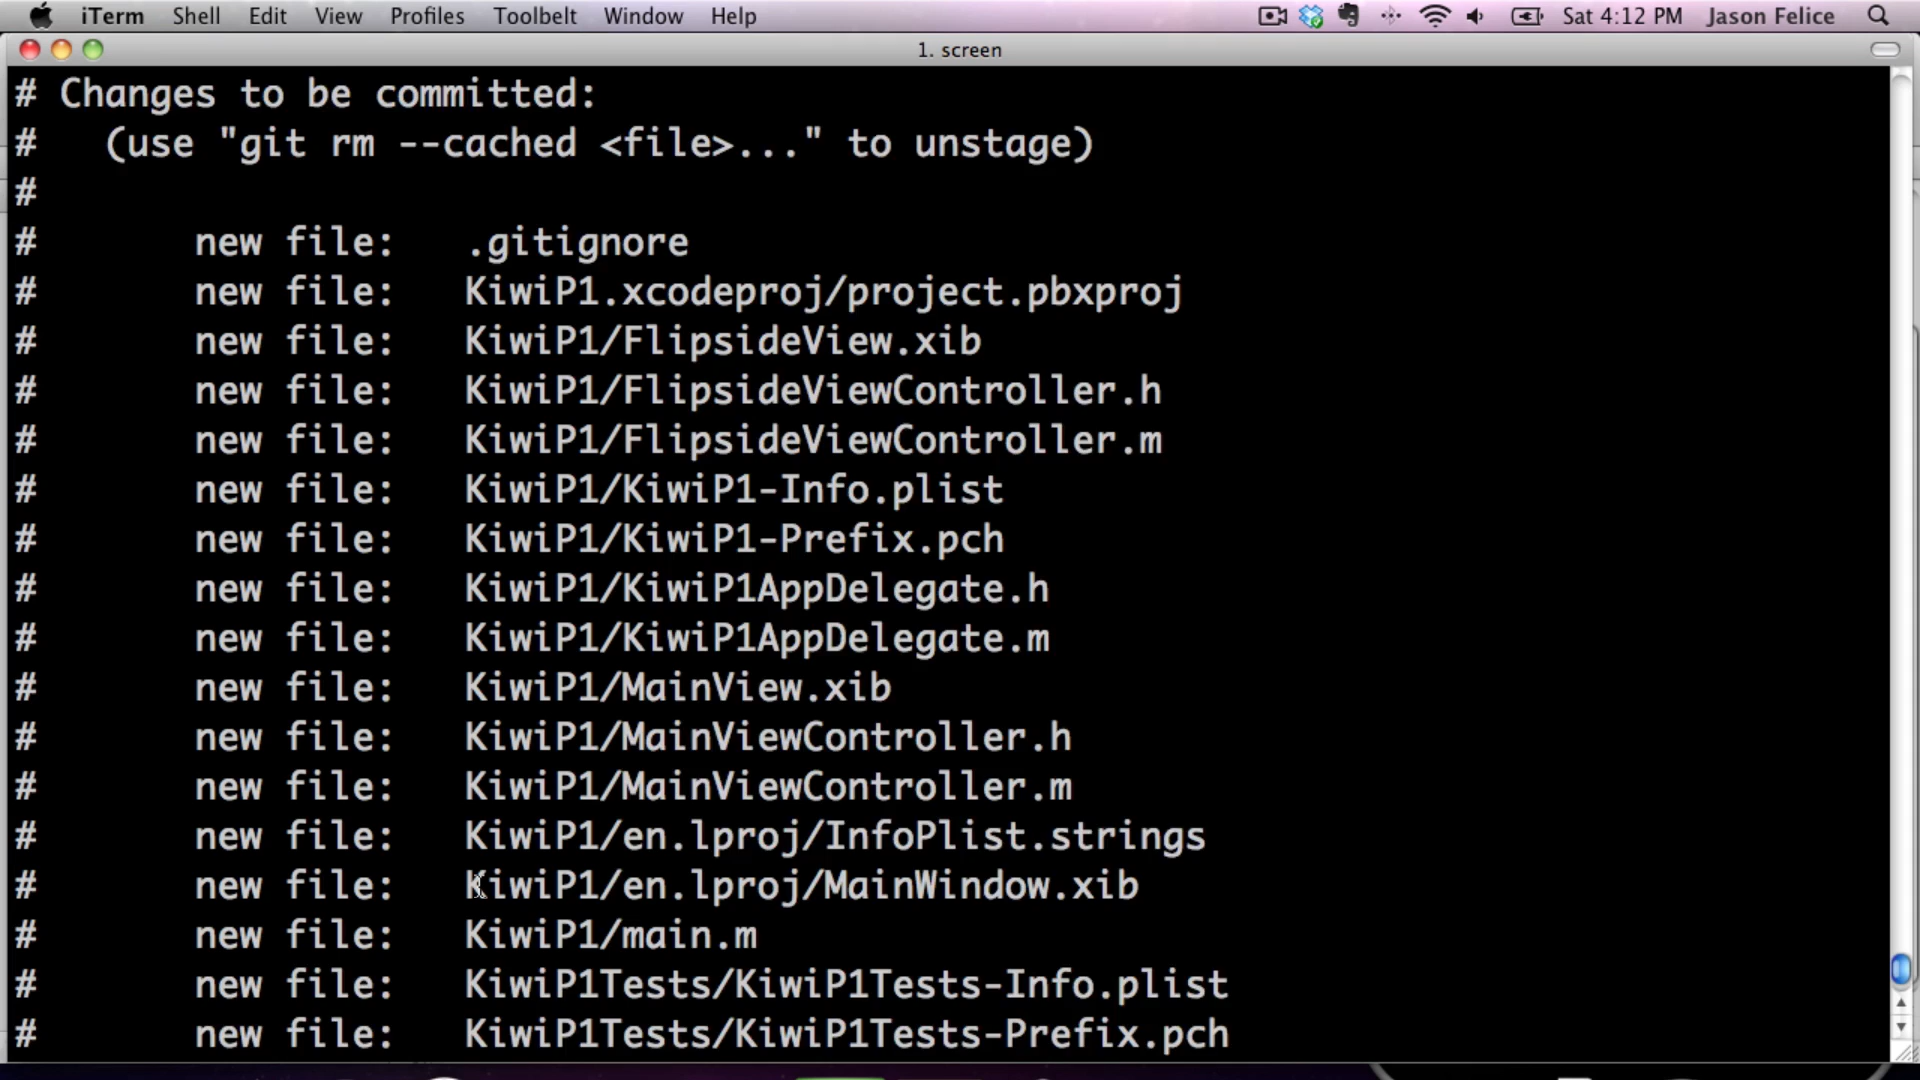 iTerm Shell Edit View Profiles Toolbelt Window Help Sat 4:12 PM Jason Felice
1. screen
# Changes to be committed:
#   (use "git rm --cached <file>..." to unstage)
#
#       new file:   .gitignore
#       new file:   KiwiP1.xcodeproj/project.pbxproj
#       new file:   KiwiP1/FlipsideView.xib
#       new file:   KiwiP1/FlipsideViewController.h
#       new file:   KiwiP1/FlipsideViewController.m
#       new file:   KiwiP1/KiwiP1-Info.plist
#       new file:   KiwiP1/KiwiP1-Prefix.pch
#       new file:   KiwiP1/KiwiP1AppDelegate.h
#       new file:   KiwiP1/KiwiP1AppDelegate.m
#       new file:   KiwiP1/MainView.xib
#       new file:   KiwiP1/MainViewController.h
#       new file:   KiwiP1/MainViewController.m
#       new file:   KiwiP1/en.lproj/InfoPlist.strings
#       new file:   KiwiP1/en.lproj/MainWindow.xib
#       new file:   KiwiP1/main.m
#       new file:   KiwiP1Tests/KiwiP1Tests-Info.plist
#       new file:   KiwiP1Tests/KiwiP1Tests-Prefix.pch